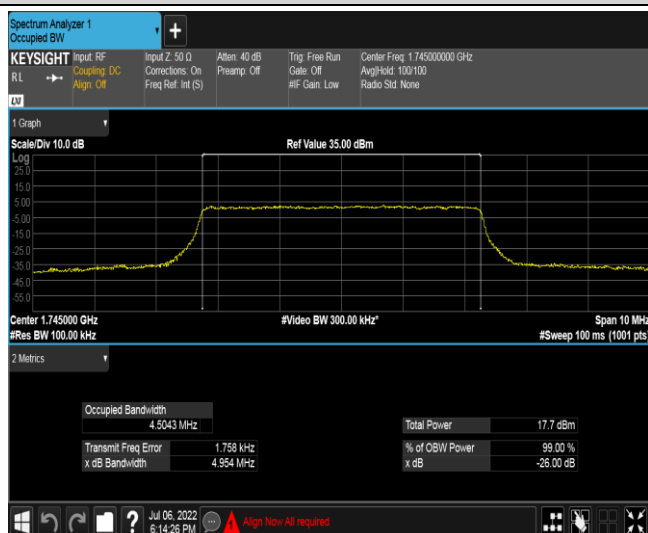 Spectrum Analyzer 1
Occupied BW
KEYSIGHT
RL
LXI
Input: RF
Coupling: DC
Align: Off
Input Z: 50 Ω
Corrections: On
Freq Ref: Int (S)
Atten: 40 dB
Preamp: Off
Trig: Free Run
Gate: Off
#IF Gain: Low
Center Freq: 1.745000000 GHz
Avg|Hold: 100/100
Radio Std: None
1 Graph
Scale/Div 10.0 dB
Ref Value 35.00 dBm
Log
25.0
15.0
5.00
-5.00
-15.0
-25.0
-35.0
-45.0
-55.0
Center 1.745000 GHz
#Video BW 300.00 kHz*
Span 10 MHz
#Res BW 100.00 kHz
#Sweep 100 ms (1001 pts)
2 Metrics
Occupied Bandwidth
4.5043 MHz
Total Power 17.7 dBm
Transmit Freq Error 1.758 kHz
% of OBW Power 99.00 %
x dB Bandwidth 4.954 MHz
x dB -26.00 dB
Jul 06, 2022
6:14:26 PM
Align Now All required